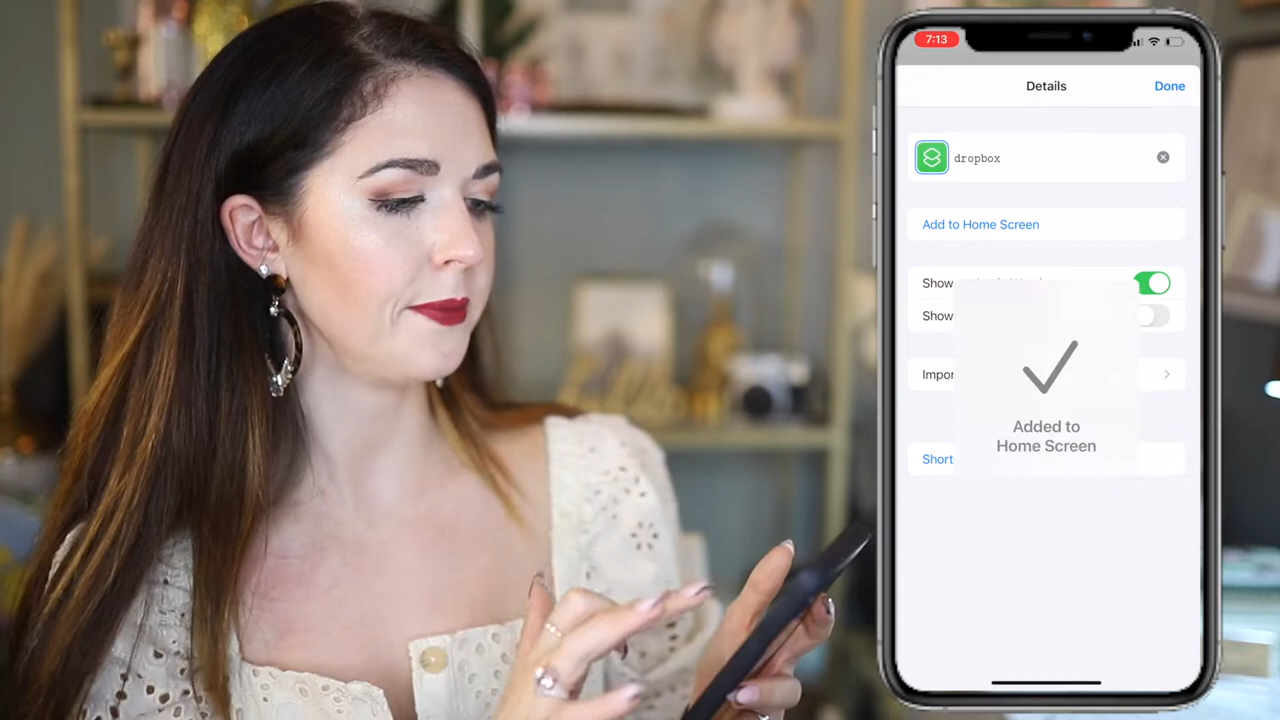 7:13
Details
Done
dropbox
Add to Home Screen
Show
Show
Impor
Added to
Home Screen
Short